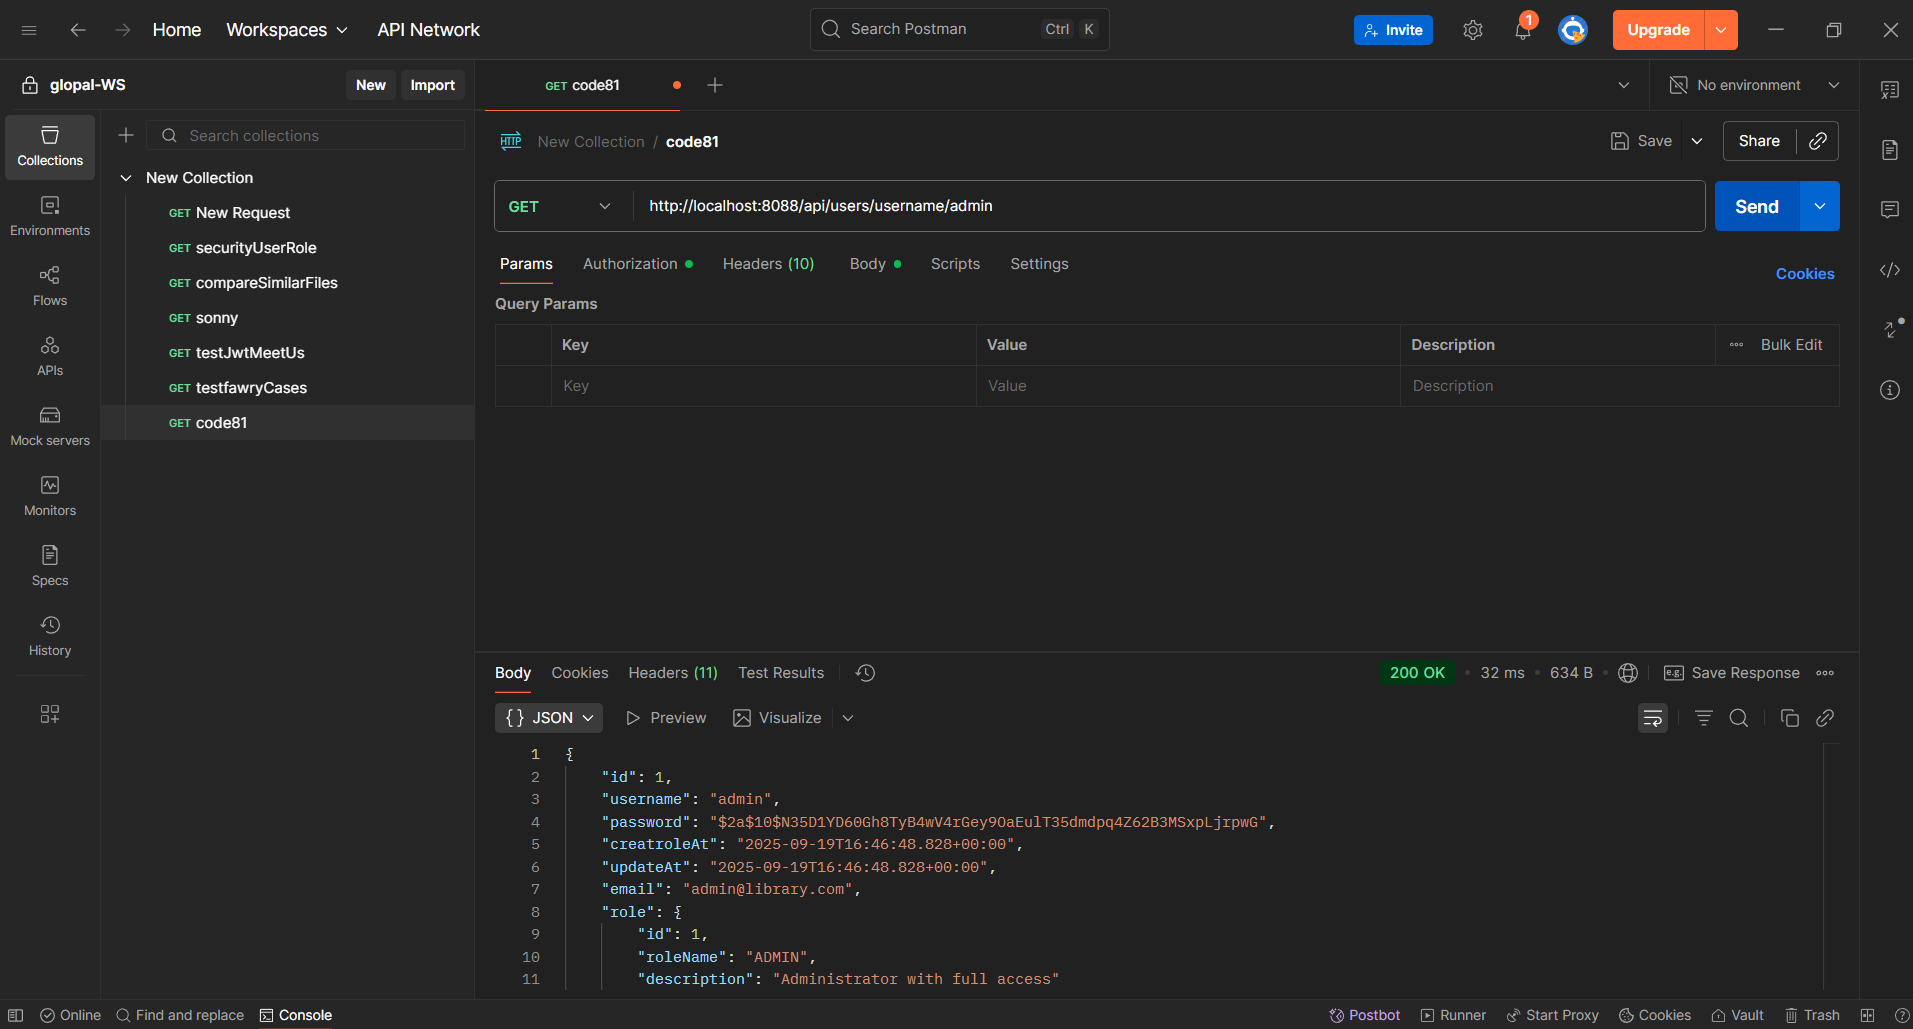 Home Workspaces API Network Search Postman Ctrl K Invite 1 Upgrade
glopal-WS New Import GET code81 No environment
Search collections
New Collection / code81 Save Share
Collections
Environments
Flows
APIs
Mock servers
Monitors
Specs
History
New Collection
GET New Request
GET securityUserRole
GET compareSimilarFiles
GET sonny
GET testJwtMeetUs
GET testfawryCases
GET code81
GET http://localhost:8088/api/users/username/admin Send
Params Authorization Headers (10) Body Scripts Settings Cookies
Query Params
Key Value Description Bulk Edit
Key Value Description
Body Cookies Headers (11) Test Results 200 OK 32 ms 634 B e.g. Save Response
{} JSON Preview Visualize
1 {
2 "id": 1,
3 "username": "admin",
4 "password": "$2a$10$N35D1YD60Gh8TyB4wV4rGey9OaEulT35dmdpq4Z62B3MSxpLjrpwG",
5 "creatroleAt": "2025-09-19T16:46:48.828+00:00",
6 "updateAt": "2025-09-19T16:46:48.828+00:00",
7 "email": "admin@library.com",
8 "role": {
9 "id": 1,
10 "roleName": "ADMIN",
11 "description": "Administrator with full access"
Online Find and replace Console Postbot Runner Start Proxy Cookies Vault Trash